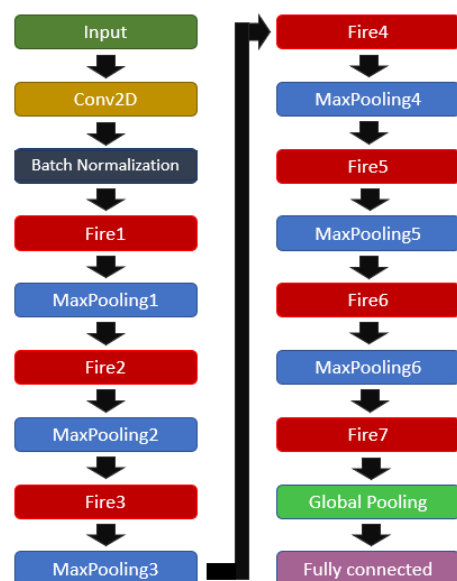 Input
Conv2D
Batch Normalization
Fire1
MaxPooling1
Fire2
MaxPooling2
Fire3
MaxPooling3
Fire4
MaxPooling4
Fire5
MaxPooling5
Fire6
MaxPooling6
Fire7
Global Pooling
Fully connected